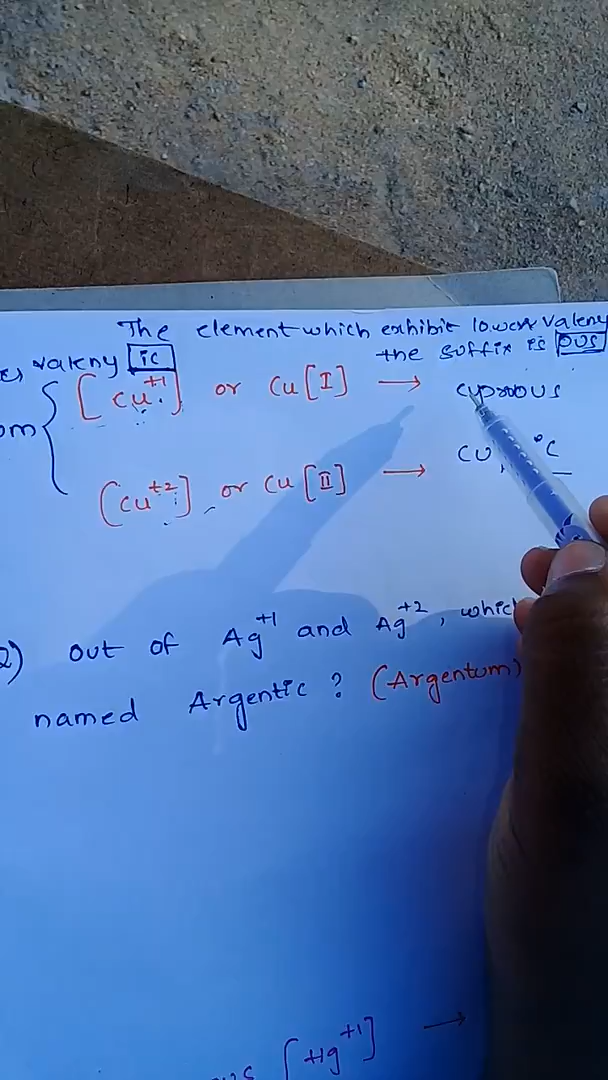 The element which exhibit lower valeny
valeny ic the suffix is ous
[Cu+1] or Cu[I] → cuprous
[Cu+2] or Cu[II] →
2) out of Ag+1 and Ag+2, which
named Argentic ? (Argentum)
[Hg+1] →